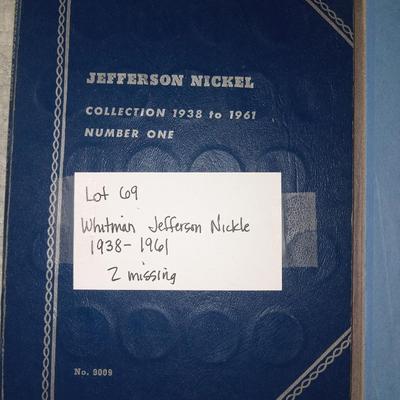 JEFFERSON NICKEL
COLLECTION 1938 to 1961
NUMBER ONE
Lot 69
Whitman Jefferson Nickle
1938-1961
2 missing
No. 9009